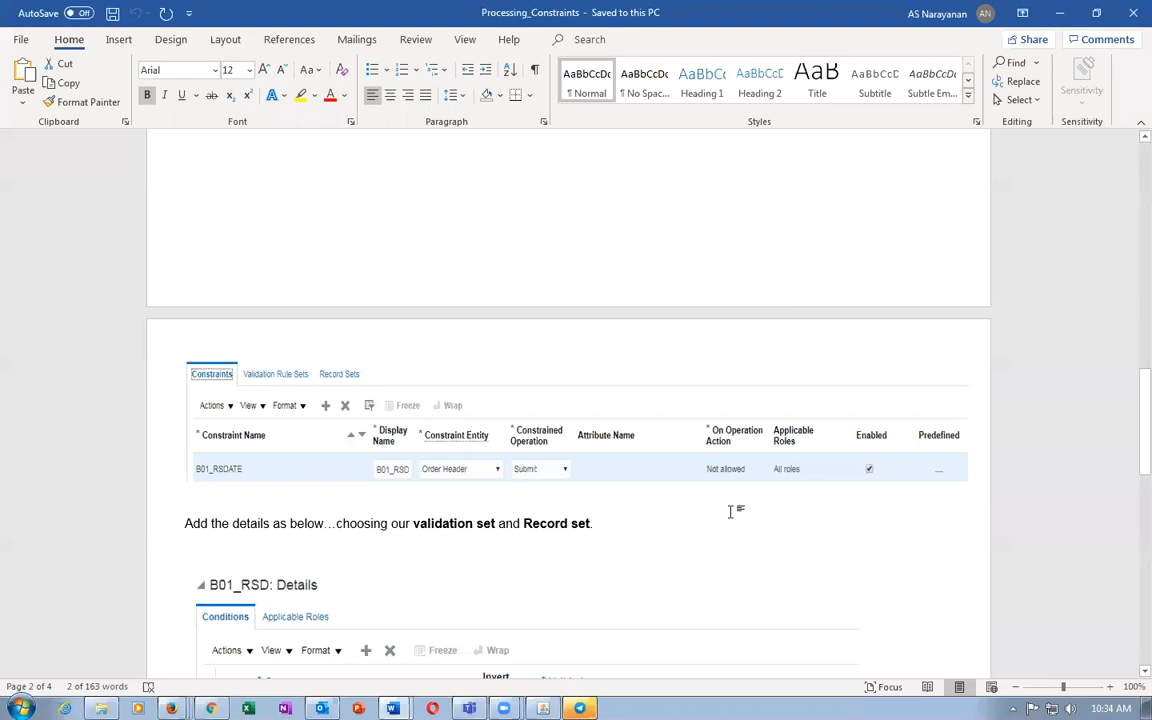 AutoSave Off Processing_Constraints - Saved to this PC AS Narayanan AN
File Home Insert Design Layout References Mailings Review View Help Search Share Comments
Paste Cut Copy Format Painter
Arial 12 Aa
B I U ab x₂ x² A A
AaBbCcDc ¶ Normal
AaBbCcDc ¶ No Spac...
AaBbCc Heading 1
AaBbCcD Heading 2
AaB Title
AaBbCcD Subtitle
AaBbCcDc Subtle Em...
Find Replace Select
Sensitivity
Clipboard Font Paragraph Styles Editing Sensitivity
Constraints Validation Rule Sets Record Sets
Actions View Format Freeze Wrap
* Constraint Name * Display Name * Constraint Entity * Constrained Operation Attribute Name * On Operation Action Applicable Roles Enabled Predefined
B01_RSDATE B01_RSD Order Header Submit Not allowed All roles
Add the details as below…choosing our validation set and Record set.
B01_RSD: Details
Conditions Applicable Roles
Actions View Format Freeze Wrap
Invert
Page 2 of 4 2 of 163 words Focus 100%
10:34 AM